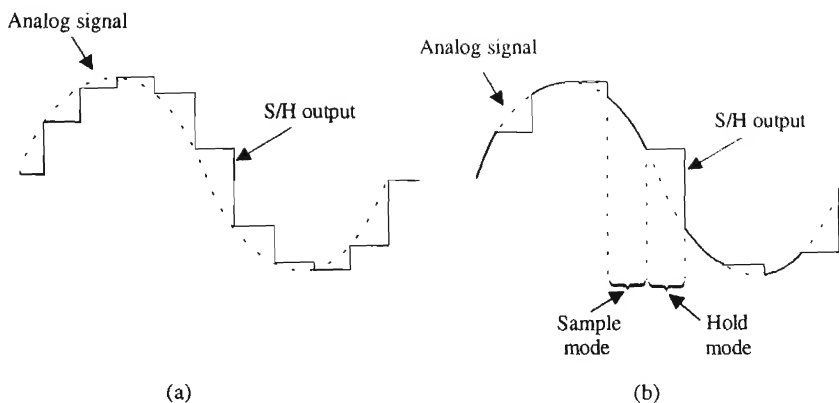 Analog signal
S/H output
(a)
Analog signal
S/H output
Sample
mode
Hold
mode
(b)